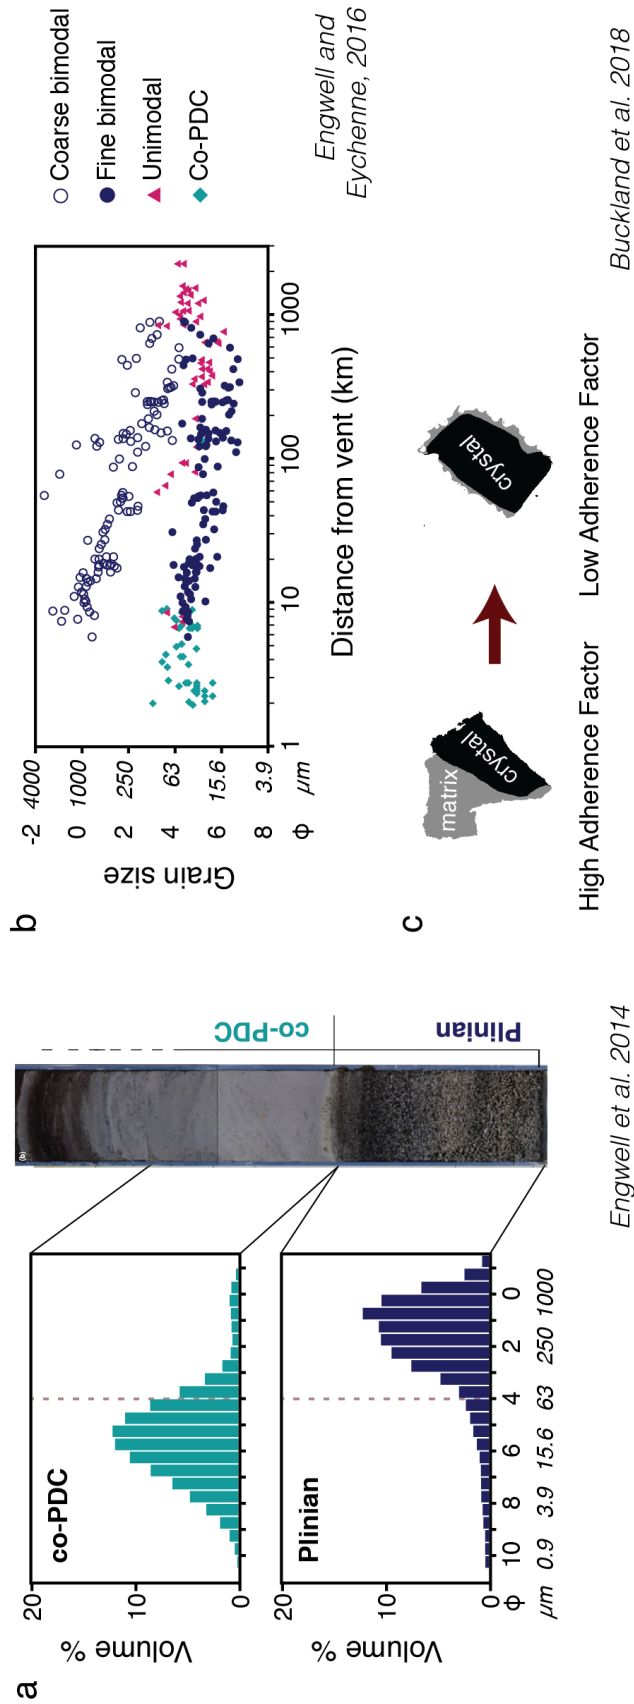 a
co-PDC
20
10
0
Volume %
Plinian
20
10
0
Volume %
10 8 6 4 2 0
ϕ
0.9 3.9 15.6 63 250 1000
μm
(b)
co-PDC
Plinian
Engwell et al. 2014
b
-2 4000
0 1000
2 250
4 63
6 15.6
8 3.9
ϕ μm
Grain size
1 10 100 1000
Distance from vent (km)
Coarse bimodal
Fine bimodal
Unimodal
Co-PDC
Engwell and
Eychenne, 2016
c
matrix
crystal
crystal
High Adherence Factor
Low Adherence Factor
Buckland et al. 2018